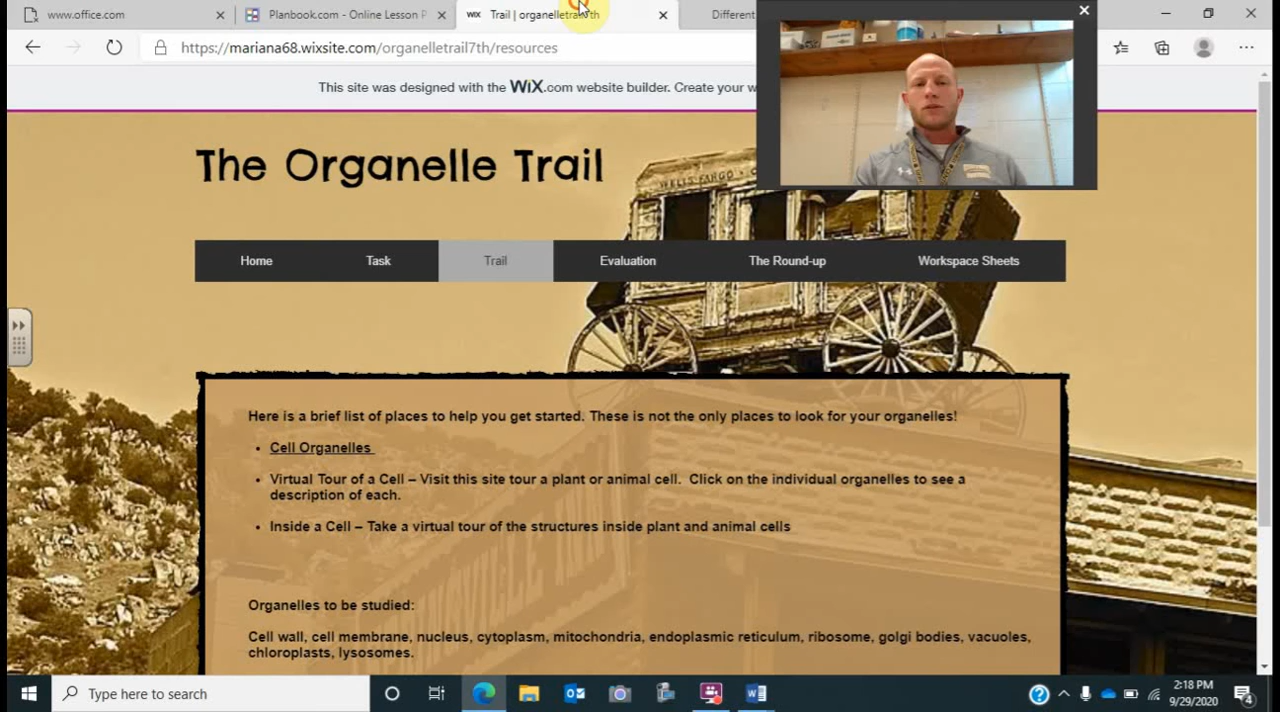 www.office.com
Planbook.com - Online Lesson P
WIX Trail | organelletrail7th
Different
https://mariana68.wixsite.com/organelletrail7th/resources
This site was designed with the WiX.com website builder. Create your w
The Organelle Trail
WELLS FARGO
Home Task Trail Evaluation The Round-up Workspace Sheets
Here is a brief list of places to help you get started. These is not the only places to look for your organelles!
• Cell Organelles
• Virtual Tour of a Cell – Visit this site tour a plant or animal cell. Click on the individual organelles to see a
description of each.
• Inside a Cell – Take a virtual tour of the structures inside plant and animal cells
Organelles to be studied:
Cell wall, cell membrane, nucleus, cytoplasm, mitochondria, endoplasmic reticulum, ribosome, golgi bodies, vacuoles,
chloroplasts, lysosomes.
Type here to search
2:18 PM
9/29/2020
4